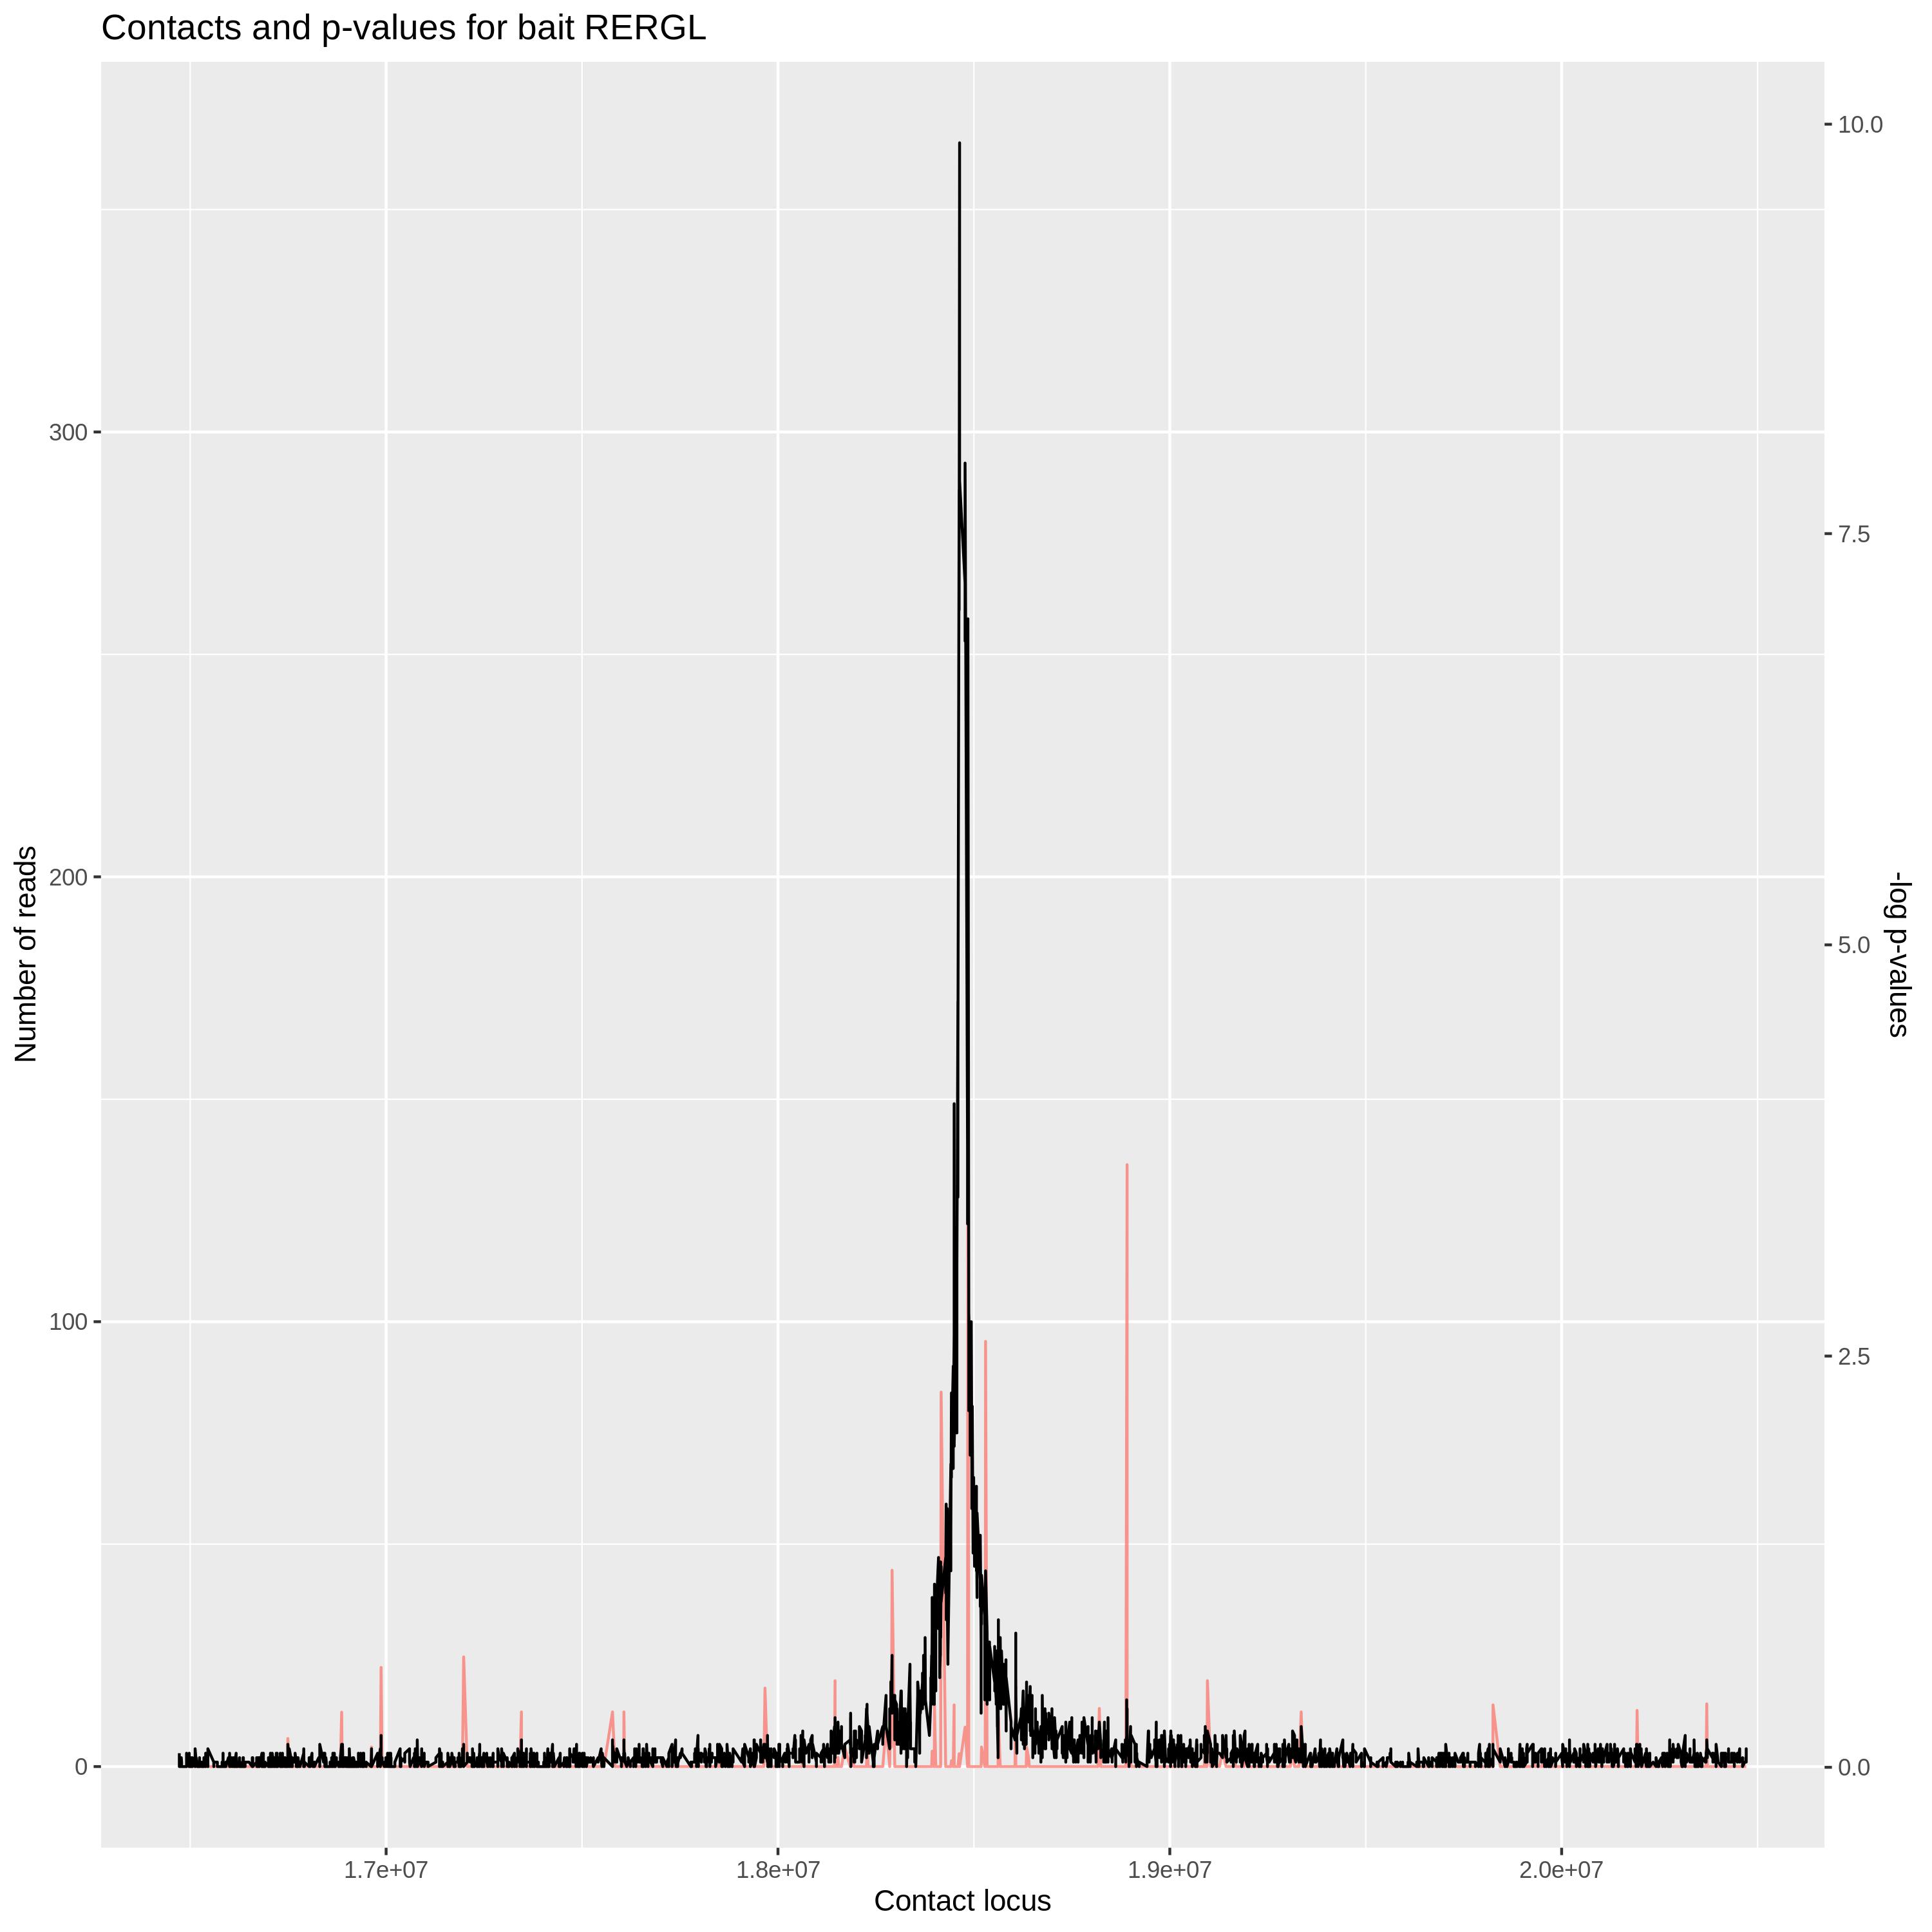 Contacts and p-values for bait RERGL
10.0
7.5
5.0
2.5
0.0
-log p-values
300
200
100
0
Number of reads
1.7e+07
1.8e+07
1.9e+07
2.0e+07
Contact locus